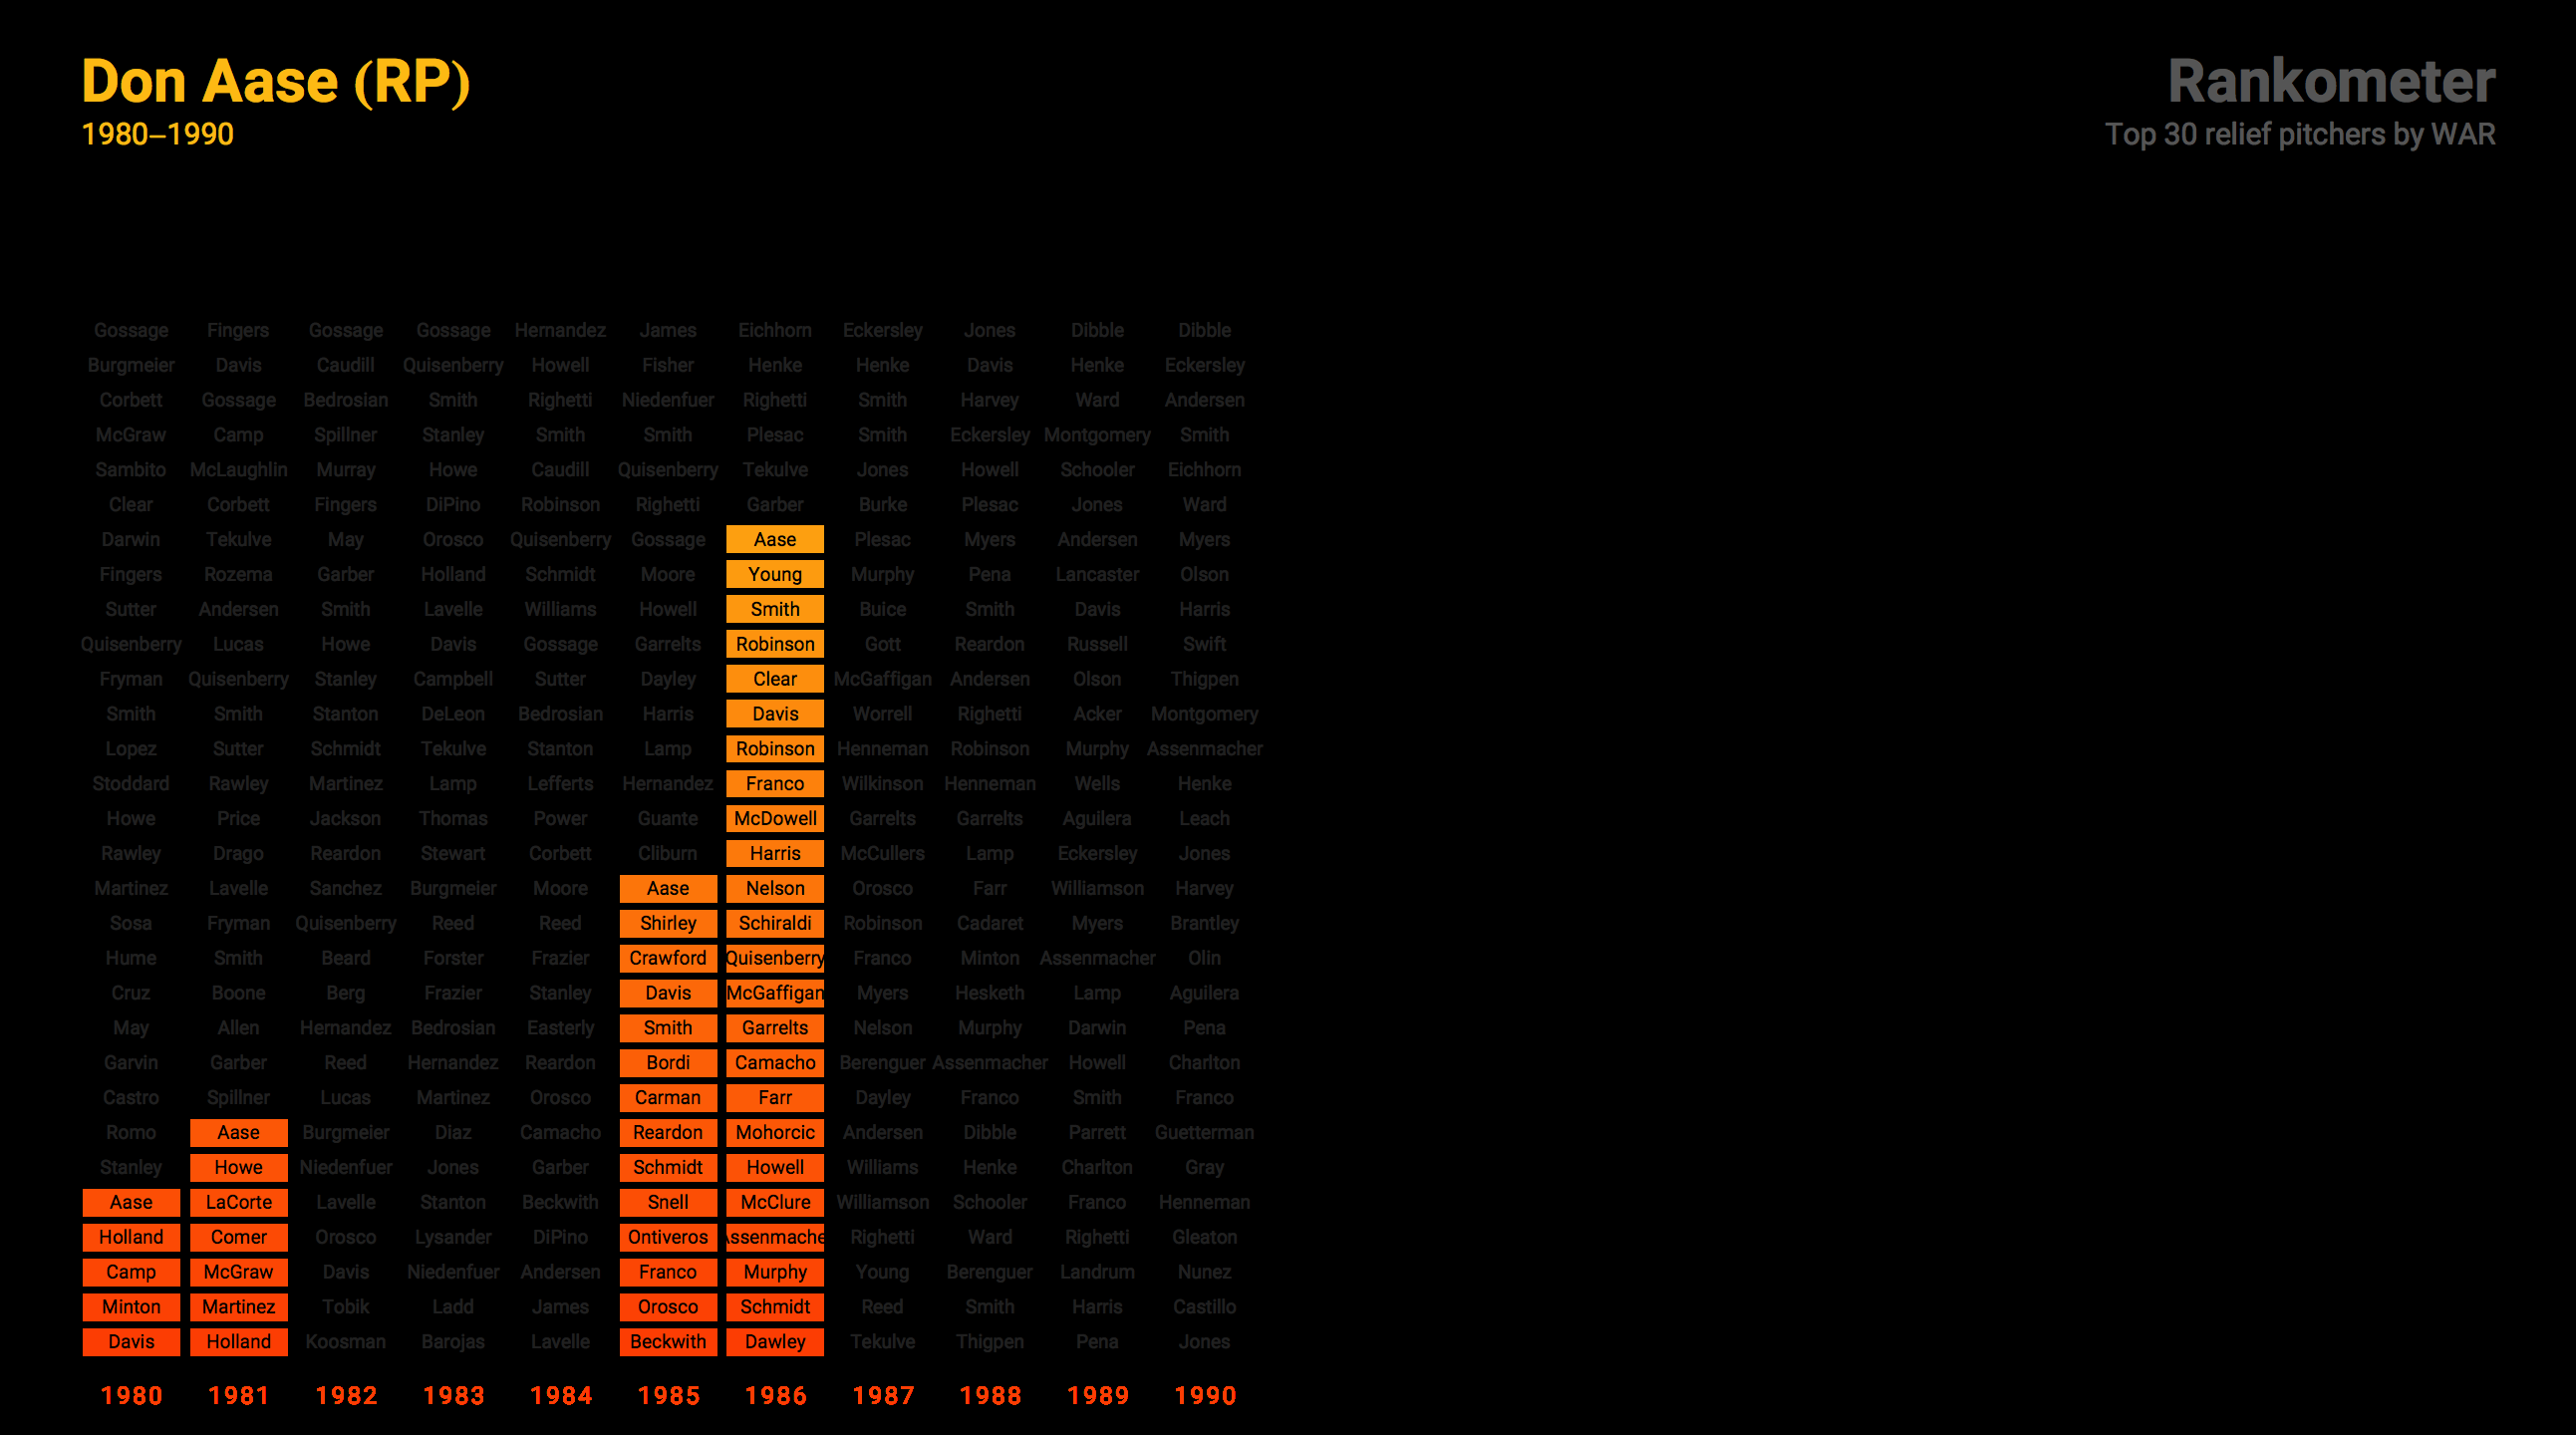 Don Aase (RP)
1980–1990
Rankometer
Top 30 relief pitchers by WAR
Gossage Fingers Gossage Gossage Hernandez James Eichhorn Eckersley Jones Dibble Dibble
Burgmeier Davis Caudill Quisenberry Howell Fisher Henke Henke Davis Henke Eckersley
Corbett Gossage Bedrosian Smith Righetti Niedenfuer Righetti Smith Harvey Ward Andersen
McGraw Camp Spillner Stanley Smith Smith Plesac Smith Eckersley Montgomery Smith
Sambito McLaughlin Murray Howe Caudill Quisenberry Tekulve Jones Howell Schooler Eichhorn
Clear Corbett Fingers DiPino Robinson Righetti Garber Burke Plesac Jones Ward
Darwin Tekulve May Orosco Quisenberry Gossage Aase Plesac Myers Andersen Myers
Fingers Rozema Garber Holland Schmidt Moore Young Murphy Pena Lancaster Olson
Sutter Andersen Smith Lavelle Williams Howell Smith Buice Smith Davis Harris
Quisenberry Lucas Howe Davis Gossage Garrelts Robinson Gott Reardon Russell Swift
Fryman Quisenberry Stanley Campbell Sutter Dayley Clear McGaffigan Andersen Olson Thigpen
Smith Smith Stanton DeLeon Bedrosian Harris Davis Worrell Righetti Acker Montgomery
Lopez Sutter Schmidt Tekulve Stanton Lamp Robinson Henneman Robinson Murphy Assenmacher
Stoddard Rawley Martinez Lamp Lefferts Hernandez Franco Wilkinson Henneman Wells Henke
Howe Price Jackson Thomas Power Guante McDowell Garrelts Garrelts Aguilera Leach
Rawley Drago Reardon Stewart Corbett Cliburn Harris McCullers Lamp Eckersley Jones
Martinez Lavelle Sanchez Burgmeier Moore Aase Nelson Orosco Farr Williamson Harvey
Sosa Fryman Quisenberry Reed Reed Shirley Schiraldi Robinson Cadaret Myers Brantley
Hume Smith Beard Forster Frazier Crawford Quisenberry Franco Minton Assenmacher Olin
Cruz Boone Berg Frazier Stanley Davis McGaffigan Myers Hesketh Lamp Aguilera
May Allen Hernandez Bedrosian Easterly Smith Garrelts Nelson Murphy Darwin Pena
Garvin Garber Reed Hernandez Reardon Bordi Camacho Berenguer Assenmacher Howell Charlton
Castro Spillner Lucas Martinez Orosco Carman Farr Dayley Franco Smith Franco
Romo Aase Burgmeier Diaz Camacho Reardon Mohorcic Andersen Dibble Parrett Guetterman
Stanley Howe Niedenfuer Jones Garber Schmidt Howell Williams Henke Charlton Gray
Aase LaCorte Lavelle Stanton Beckwith Snell McClure Williamson Schooler Franco Henneman
Holland Comer Orosco Lysander DiPino Ontiveros Assenmache Righetti Ward Righetti Gleaton
Camp McGraw Davis Niedenfuer Andersen Franco Murphy Young Berenguer Landrum Nunez
Minton Martinez Tobik Ladd James Orosco Schmidt Reed Smith Harris Castillo
Davis Holland Koosman Barojas Lavelle Beckwith Dawley Tekulve Thigpen Pena Jones
1980 1981 1982 1983 1984 1985 1986 1987 1988 1989 1990